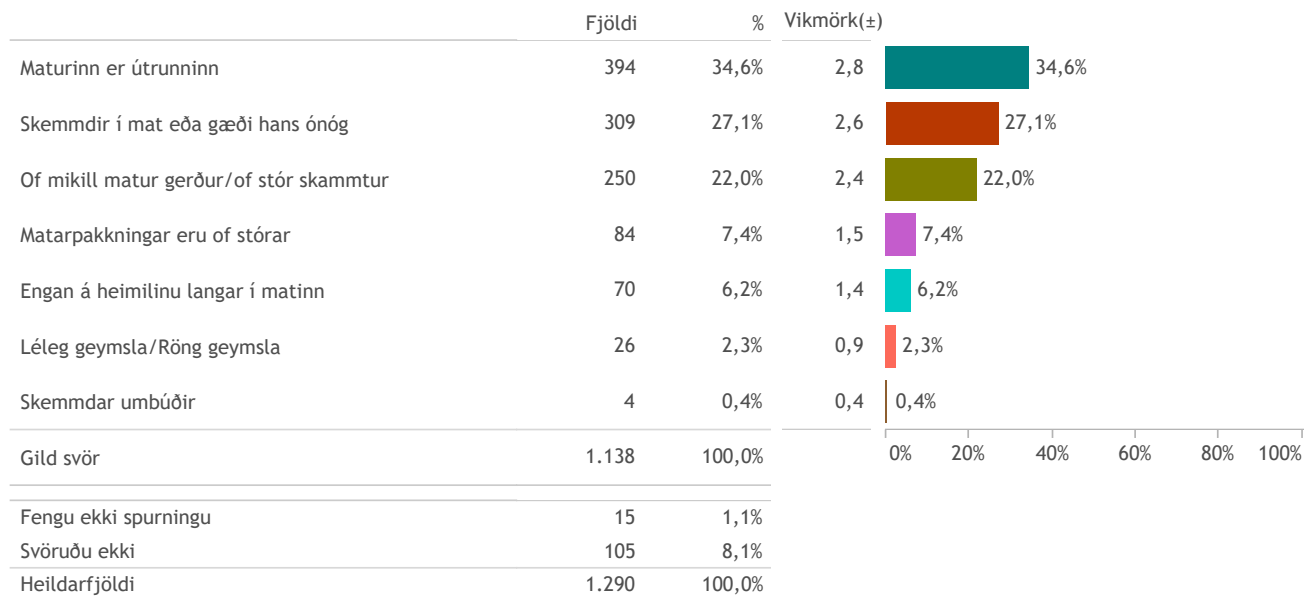 Fjöldi % Vikmörk(±)
Maturinn er útrunninn 394 34,6% 2,8 34,6%
Skemmdir í mat eða gæði hans ónóg 309 27,1% 2,6 27,1%
Of mikill matur gerður/of stór skammtur 250 22,0% 2,4 22,0%
Matarpakkningar eru of stórar 84 7,4% 1,5 7,4%
Engan á heimilinu langar í matinn 70 6,2% 1,4 6,2%
Léleg geymsla/Röng geymsla 26 2,3% 0,9 2,3%
Skemmdar umbúðir 4 0,4% 0,4 0,4%
Gild svör 1.138 100,0% 0% 20% 40% 60% 80% 100%
Fengu ekki spurningu 15 1,1%
Svöruðu ekki 105 8,1%
Heildarfjöldi 1.290 100,0%